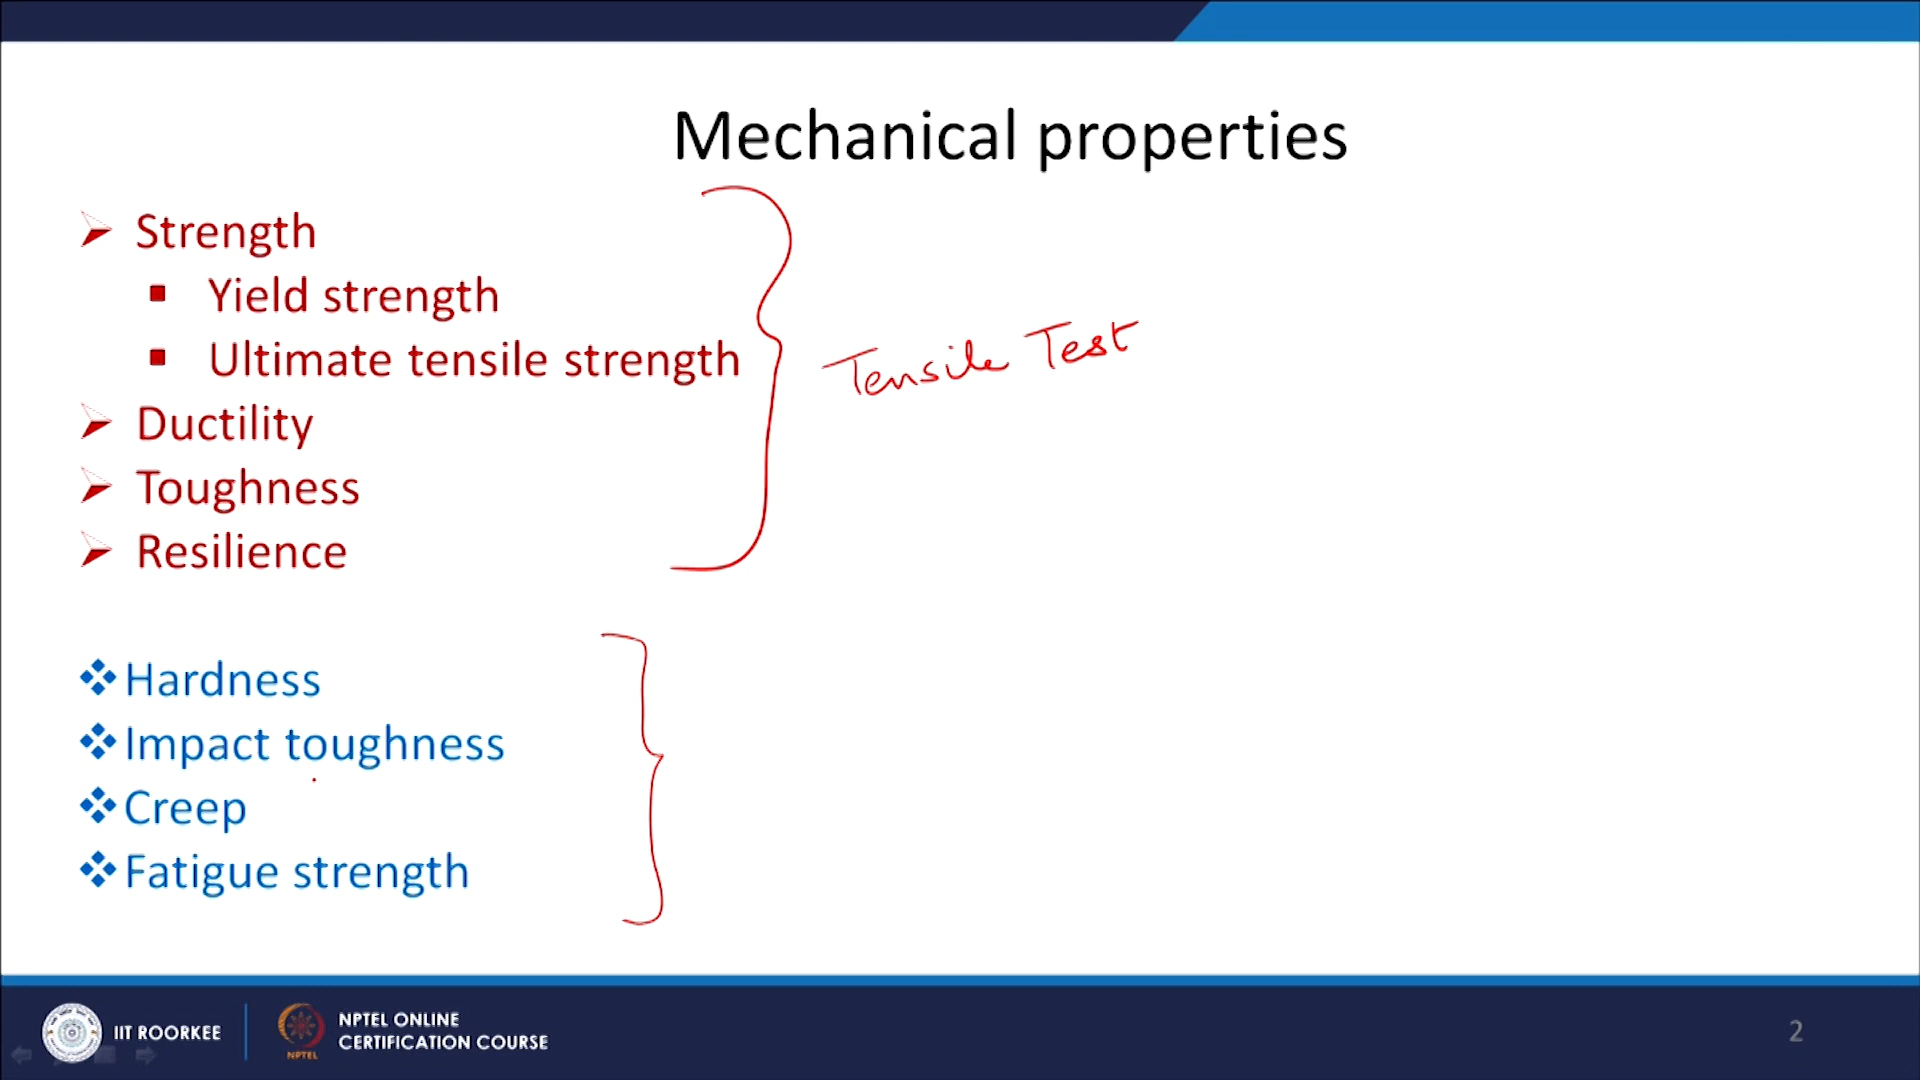 Mechanical properties
Strength
Yield strength
Ultimate tensile strength
Ductility
Toughness
Resilience
Tensile Test
Hardness
Impact toughness
Creep
Fatigue strength
IIT ROORKEE
NPTEL
NPTEL ONLINE
CERTIFICATION COURSE
2